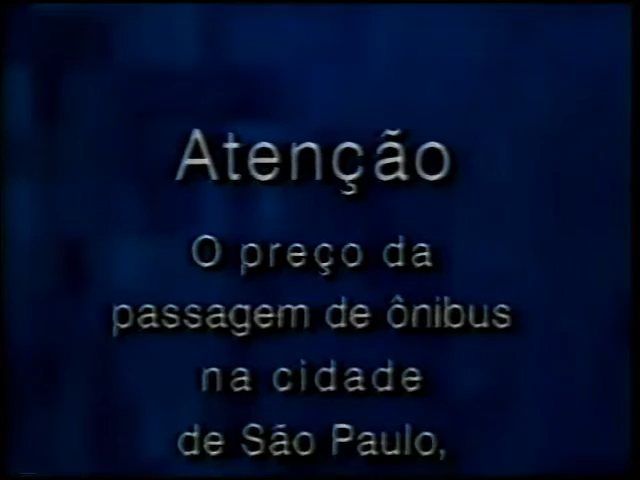 Atenção
O preço da
passagem de ônibus
na cidade
de São Paulo,